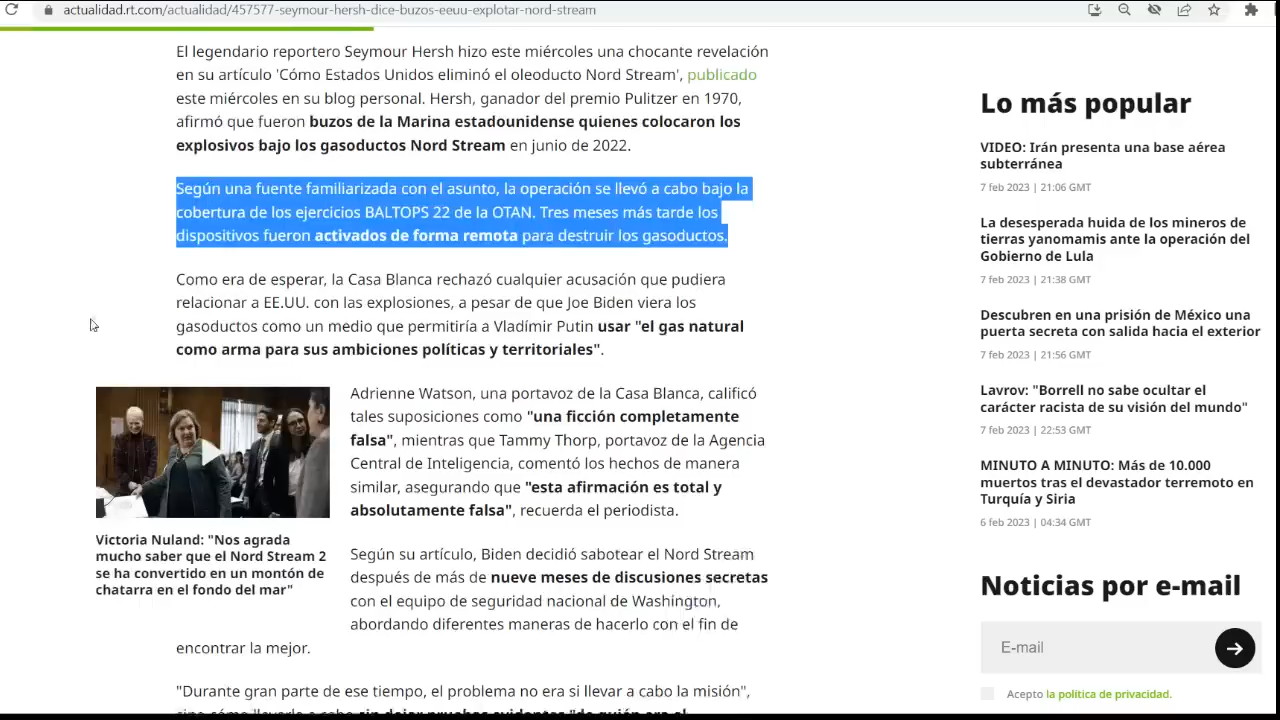 actualidad.rt.com/actualidad/457577-seymour-hersh-dice-buzos-eeuu-explotar-nord-stream
El legendario reportero Seymour Hersh hizo este miércoles una chocante revelación
en su artículo 'Cómo Estados Unidos eliminó el oleoducto Nord Stream', publicado
este miércoles en su blog personal. Hersh, ganador del premio Pulitzer en 1970,
afirmó que fueron buzos de la Marina estadounidense quienes colocaron los
explosivos bajo los gasoductos Nord Stream en junio de 2022.
Según una fuente familiarizada con el asunto, la operación se llevó a cabo bajo la
cobertura de los ejercicios BALTOPS 22 de la OTAN. Tres meses más tarde los
dispositivos fueron activados de forma remota para destruir los gasoductos.
Como era de esperar, la Casa Blanca rechazó cualquier acusación que pudiera
relacionar a EE.UU. con las explosiones, a pesar de que Joe Biden viera los
gasoductos como un medio que permitiría a Vladímir Putin usar "el gas natural
como arma para sus ambiciones políticas y territoriales".
Adrienne Watson, una portavoz de la Casa Blanca, calificó
tales suposiciones como "una ficción completamente
falsa", mientras que Tammy Thorp, portavoz de la Agencia
Central de Inteligencia, comentó los hechos de manera
similar, asegurando que "esta afirmación es total y
absolutamente falsa", recuerda el periodista.
Victoria Nuland: "Nos agrada
mucho saber que el Nord Stream 2
se ha convertido en un montón de
chatarra en el fondo del mar"
Según su artículo, Biden decidió sabotear el Nord Stream
después de más de nueve meses de discusiones secretas
con el equipo de seguridad nacional de Washington,
abordando diferentes maneras de hacerlo con el fin de
encontrar la mejor.
"Durante gran parte de ese tiempo, el problema no era si llevar a cabo la misión",
sino cómo llevarla a cabo sin dejar pruebas evidentes "de quién era el
Lo más popular
VIDEO: Irán presenta una base aérea
subterránea
7 feb 2023 | 21:06 GMT
La desesperada huida de los mineros de
tierras yanomamis ante la operación del
Gobierno de Lula
7 feb 2023 | 21:38 GMT
Descubren en una prisión de México una
puerta secreta con salida hacia el exterior
7 feb 2023 | 21:56 GMT
Lavrov: "Borrell no sabe ocultar el
carácter racista de su visión del mundo"
7 feb 2023 | 22:53 GMT
MINUTO A MINUTO: Más de 10.000
muertos tras el devastador terremoto en
Turquía y Siria
6 feb 2023 | 04:34 GMT
Noticias por e-mail
E-mail
Acepto la política de privacidad.